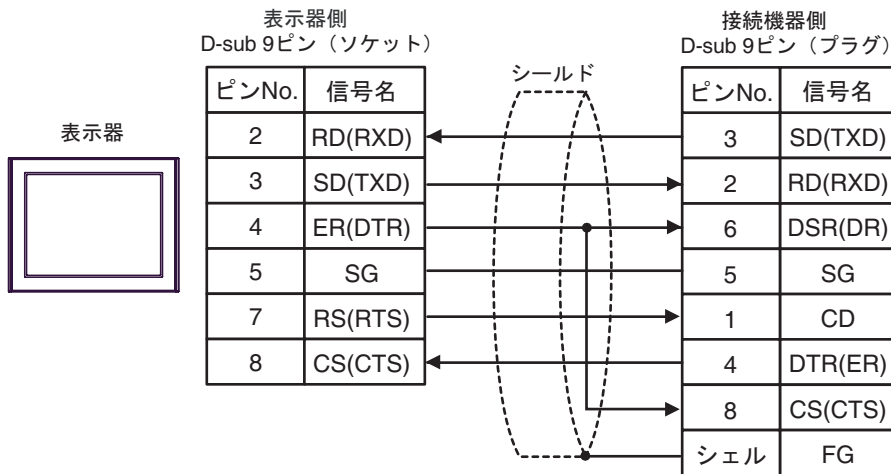 表示器側
D-sub 9ピン（ソケット）
接続機器側
D-sub 9ピン（プラグ）
シールド
表示器
ピンNo. 信号名
2 RD(RXD)
3 SD(TXD)
4 ER(DTR)
5 SG
7 RS(RTS)
8 CS(CTS)
ピンNo. 信号名
3 SD(TXD)
2 RD(RXD)
6 DSR(DR)
5 SG
1 CD
4 DTR(ER)
8 CS(CTS)
シェル FG